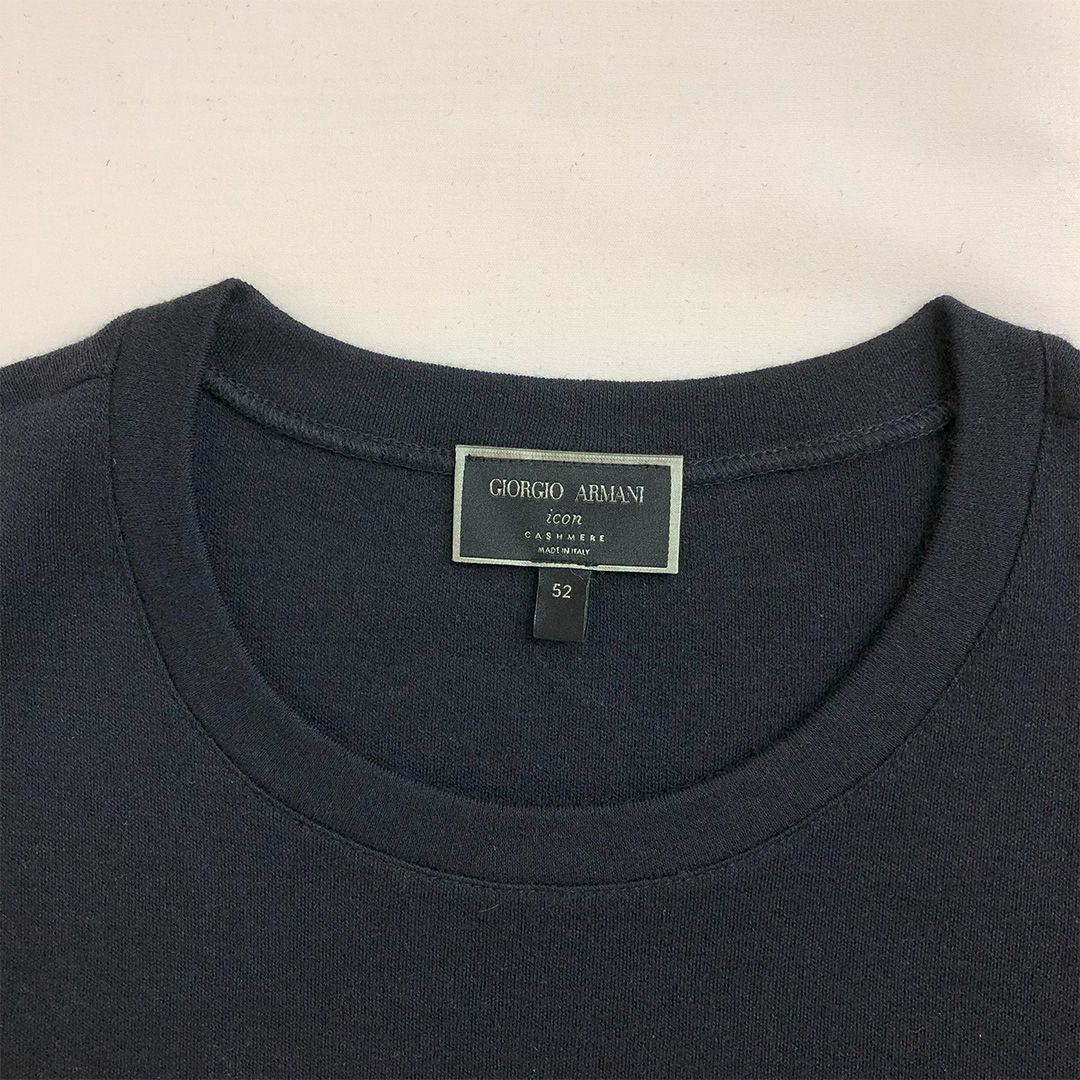 GIORGIO ARMANI
icon
CASHMERE
MADE IN ITALY
52